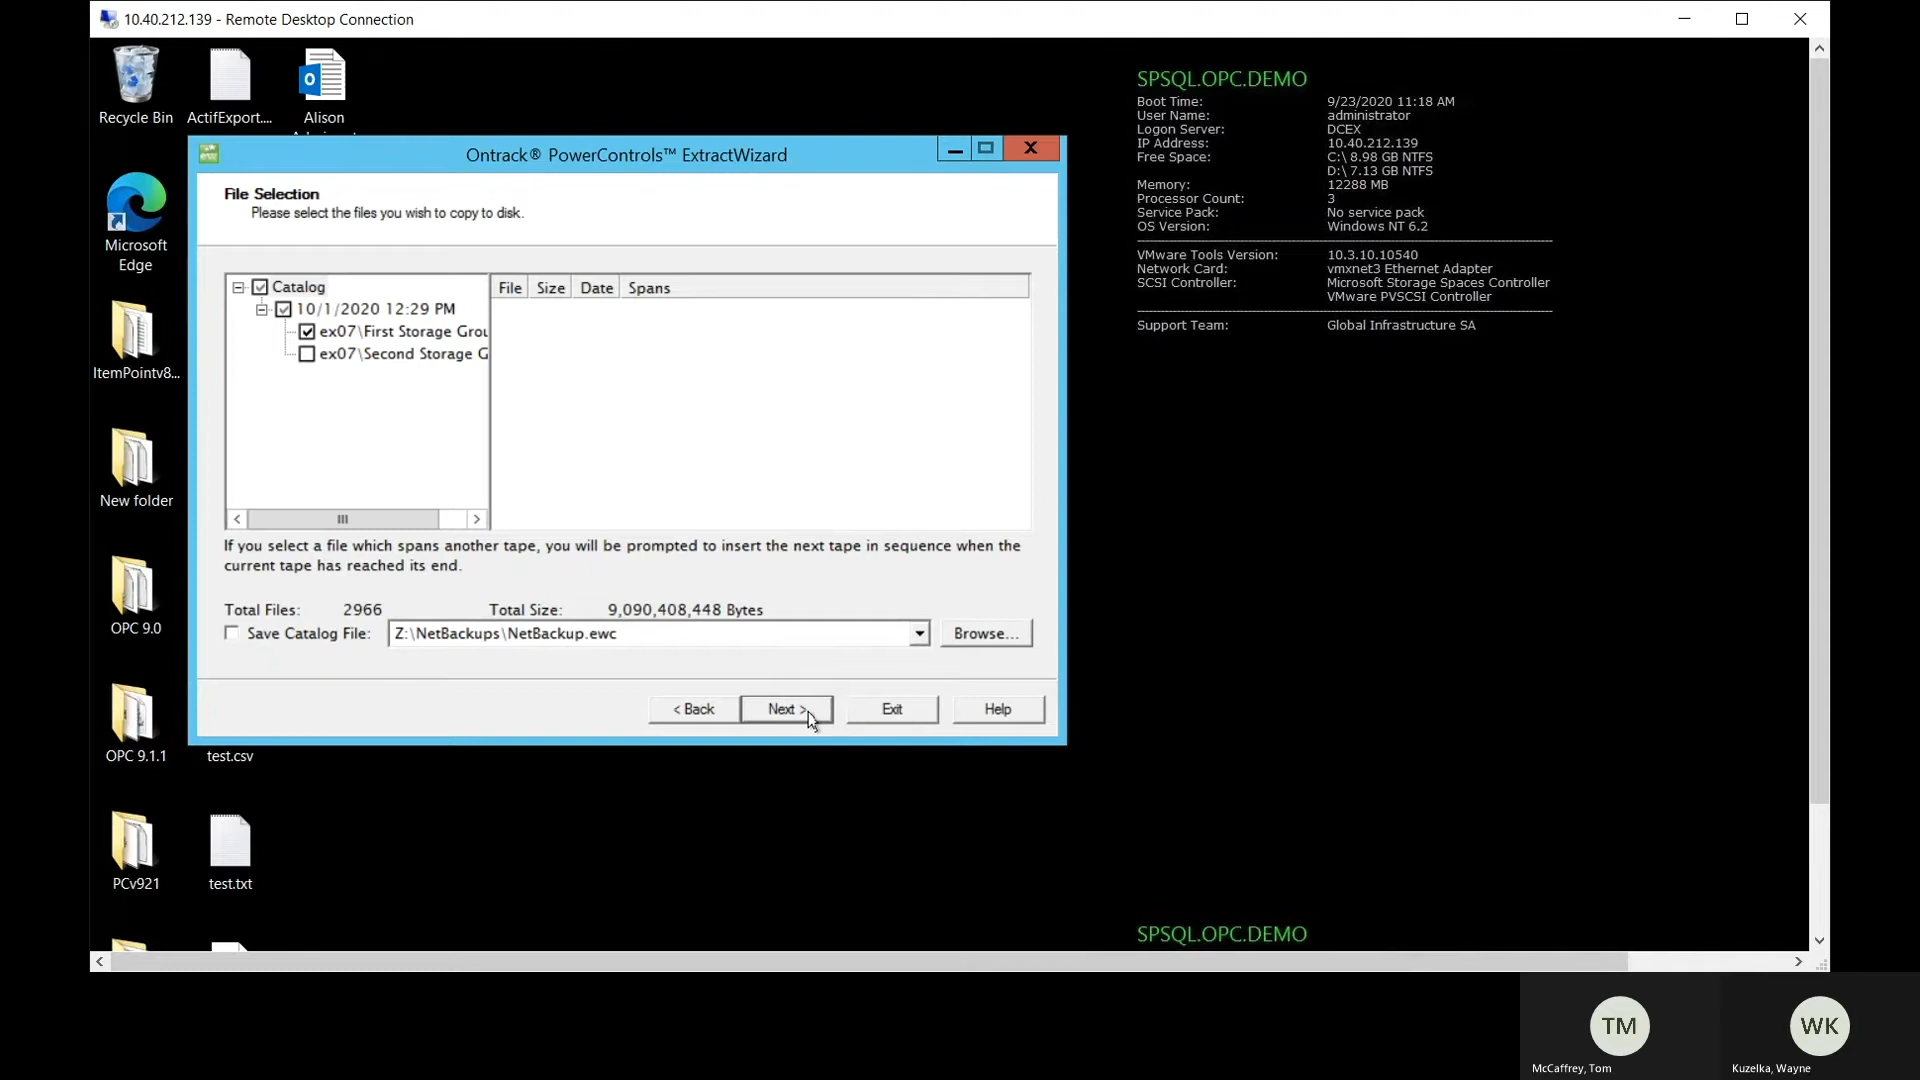 10.40.212.139 - Remote Desktop Connection
Recycle Bin
ActifExport....
Alison
Microsoft
Edge
ItemPointv8...
New folder
OPC 9.0
OPC 9.1.1
test.csv
PCv921
test.txt
Ontrack® PowerControls™ ExtractWizard
File Selection
Please select the files you wish to copy to disk.
Catalog
10/1/2020 12:29 PM
ex07\First Storage Grou
ex07\Second Storage G
File Size Date Spans
If you select a file which spans another tape, you will be prompted to insert the next tape in sequence when the
current tape has reached its end.
Total Files: 2966 Total Size: 9,090,408,448 Bytes
Save Catalog File: Z:\NetBackups\NetBackup.ewc Browse...
< Back Next > Exit Help
SPSQL.OPC.DEMO
Boot Time: 9/23/2020 11:18 AM
User Name: administrator
Logon Server: DCEX
IP Address: 10.40.212.139
Free Space: C:\ 8.98 GB NTFS
D:\ 7.13 GB NTFS
Memory: 12288 MB
Processor Count: 3
Service Pack: No service pack
OS Version: Windows NT 6.2
VMware Tools Version: 10.3.10.10540
Network Card: vmxnet3 Ethernet Adapter
SCSI Controller: Microsoft Storage Spaces Controller
VMware PVSCSI Controller
Support Team: Global Infrastructure SA
SPSQL.OPC.DEMO
TM
McCaffrey, Tom
WK
Kuzelka, Wayne